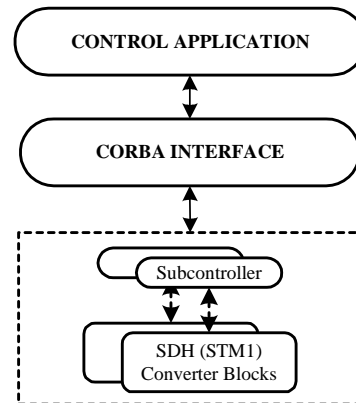 CONTROL APPLICATION
CORBA INTERFACE
Subcontroller
SDH (STM1)
Converter Blocks